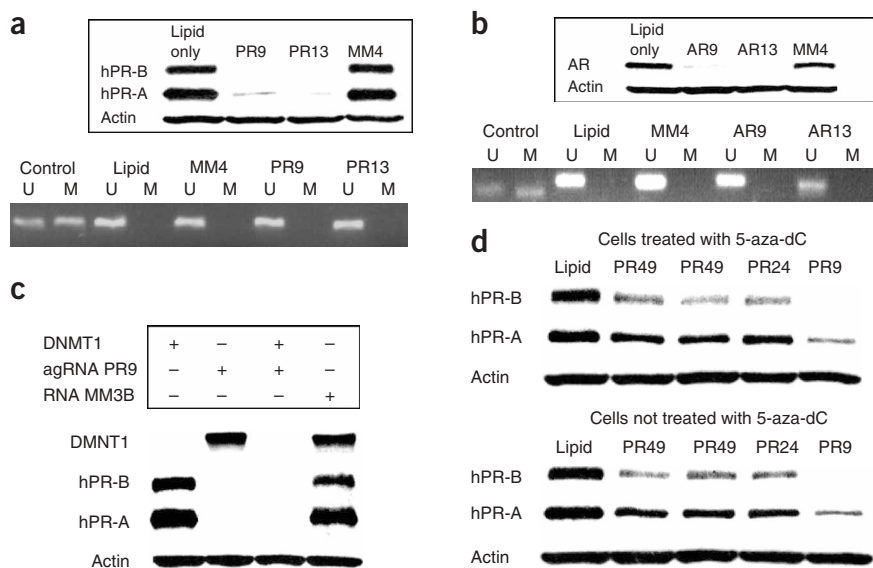 a
Lipid only PR9 PR13 MM4
hPR-B
hPR-A
Actin
Control Lipid MM4 PR9 PR13
U M U M U M U M U M
b
Lipid only AR9 AR13 MM4
AR
Actin
Control Lipid MM4 AR9 AR13
U M U M U M U M U M
c
DNMT1 + – + –
agRNA PR9 – + + –
RNA MM3B – – – +
DMNT1
hPR-B
hPR-A
Actin
d
Cells treated with 5-aza-dC
Lipid PR49 PR49 PR24 PR9
hPR-B
hPR-A
Actin
Cells not treated with 5-aza-dC
Lipid PR49 PR49 PR24 PR9
hPR-B
hPR-A
Actin